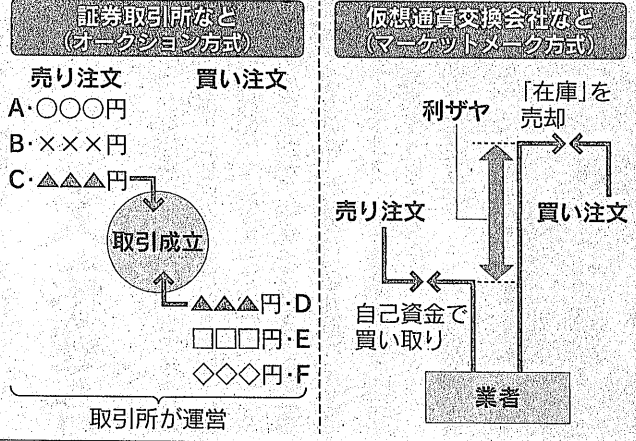 証券取引所など
(オークション方式)
売り注文
買い注文
A・○○○円
B・×××円
C・▲▲▲円
取引成立
▲▲▲円・D
□□□円・E
◇◇◇円・F
取引所が運営
仮想通貨交換会社など
(マーケットメーク方式)
「在庫」を
売却
利ザヤ
売り注文
買い注文
自己資金で
買い取り
業者